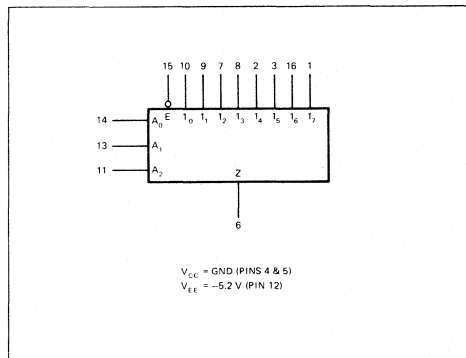 15 10 9 7 8 2 3 16 1
14 A0 E I0 I1 I2 I3 I4 I5 I6 I7
13 A1
11 A2 Z
6
VCC = GND (PINS 4 & 5)
VEE = –5.2 V (PIN 12)